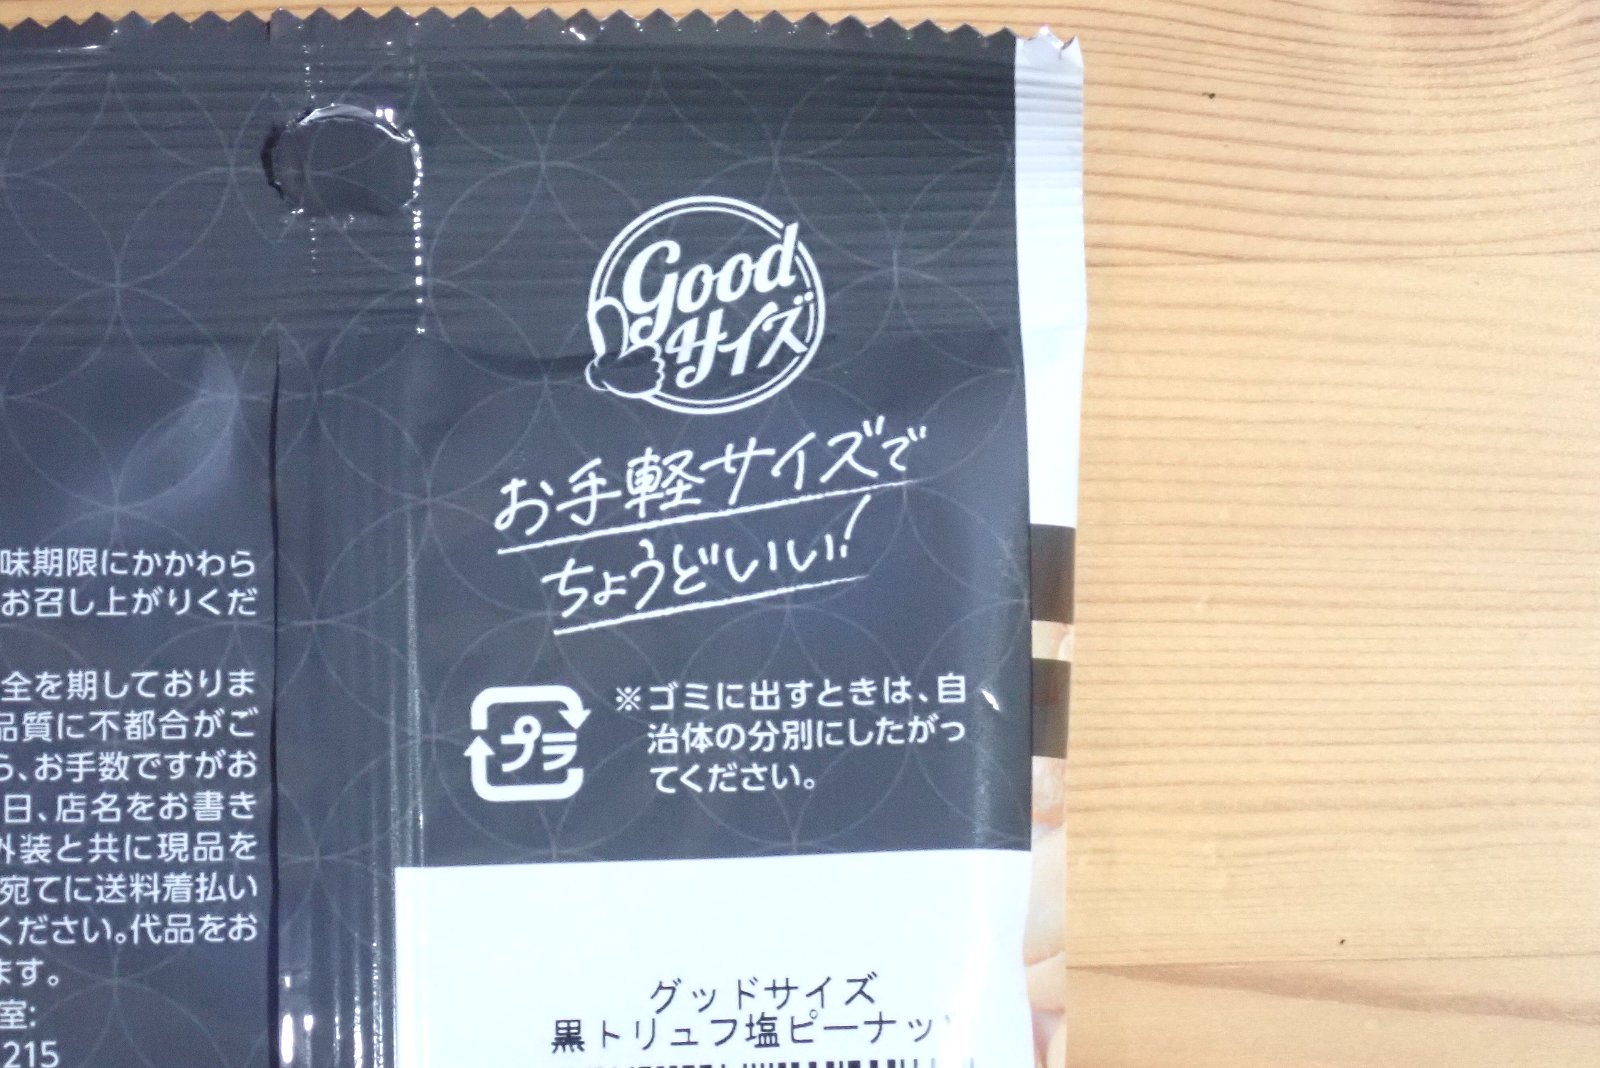 味期限にかかわら
お召し上がりくだ
全を期しておりま
品質に不都合がご
ら、お手数ですがお
日、店名をお書き
外装と共に現品を
宛てに送料着払い
ください。代品をお
ます。
室:
215
Good
サイズ
お手軽サイズで
ちょうどいい!
プラ
※ゴミに出すときは、自
治体の分別にしたがっ
てください。
グッドサイズ
黒トリュフ塩ピーナッ